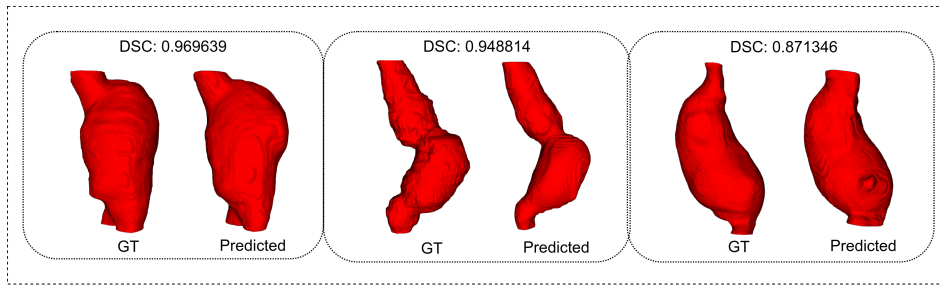 DSC: 0.969639
DSC: 0.948814
DSC: 0.871346
GT
Predicted
GT
Predicted
GT
Predicted